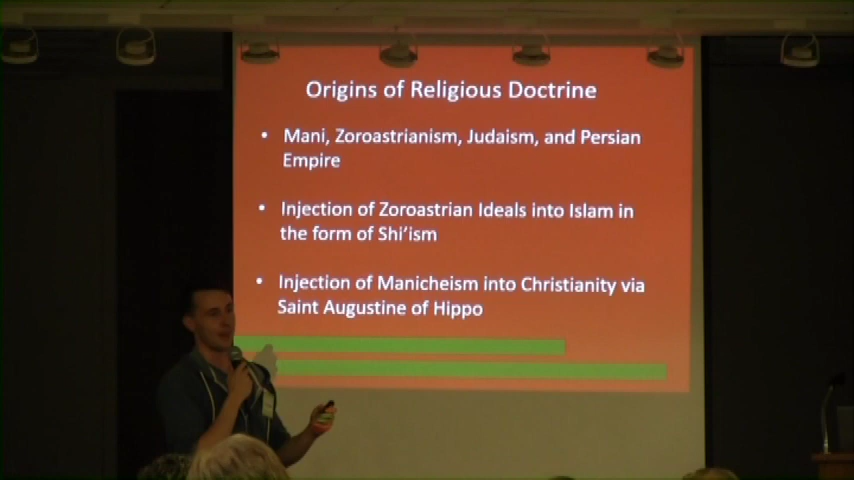 Origins of Religious Doctrine
• Mani, Zoroastrianism, Judaism, and Persian
Empire
• Injection of Zoroastrian Ideals into Islam in
the form of Shi'ism
• Injection of Manicheism into Christianity via
Saint Augustine of Hippo